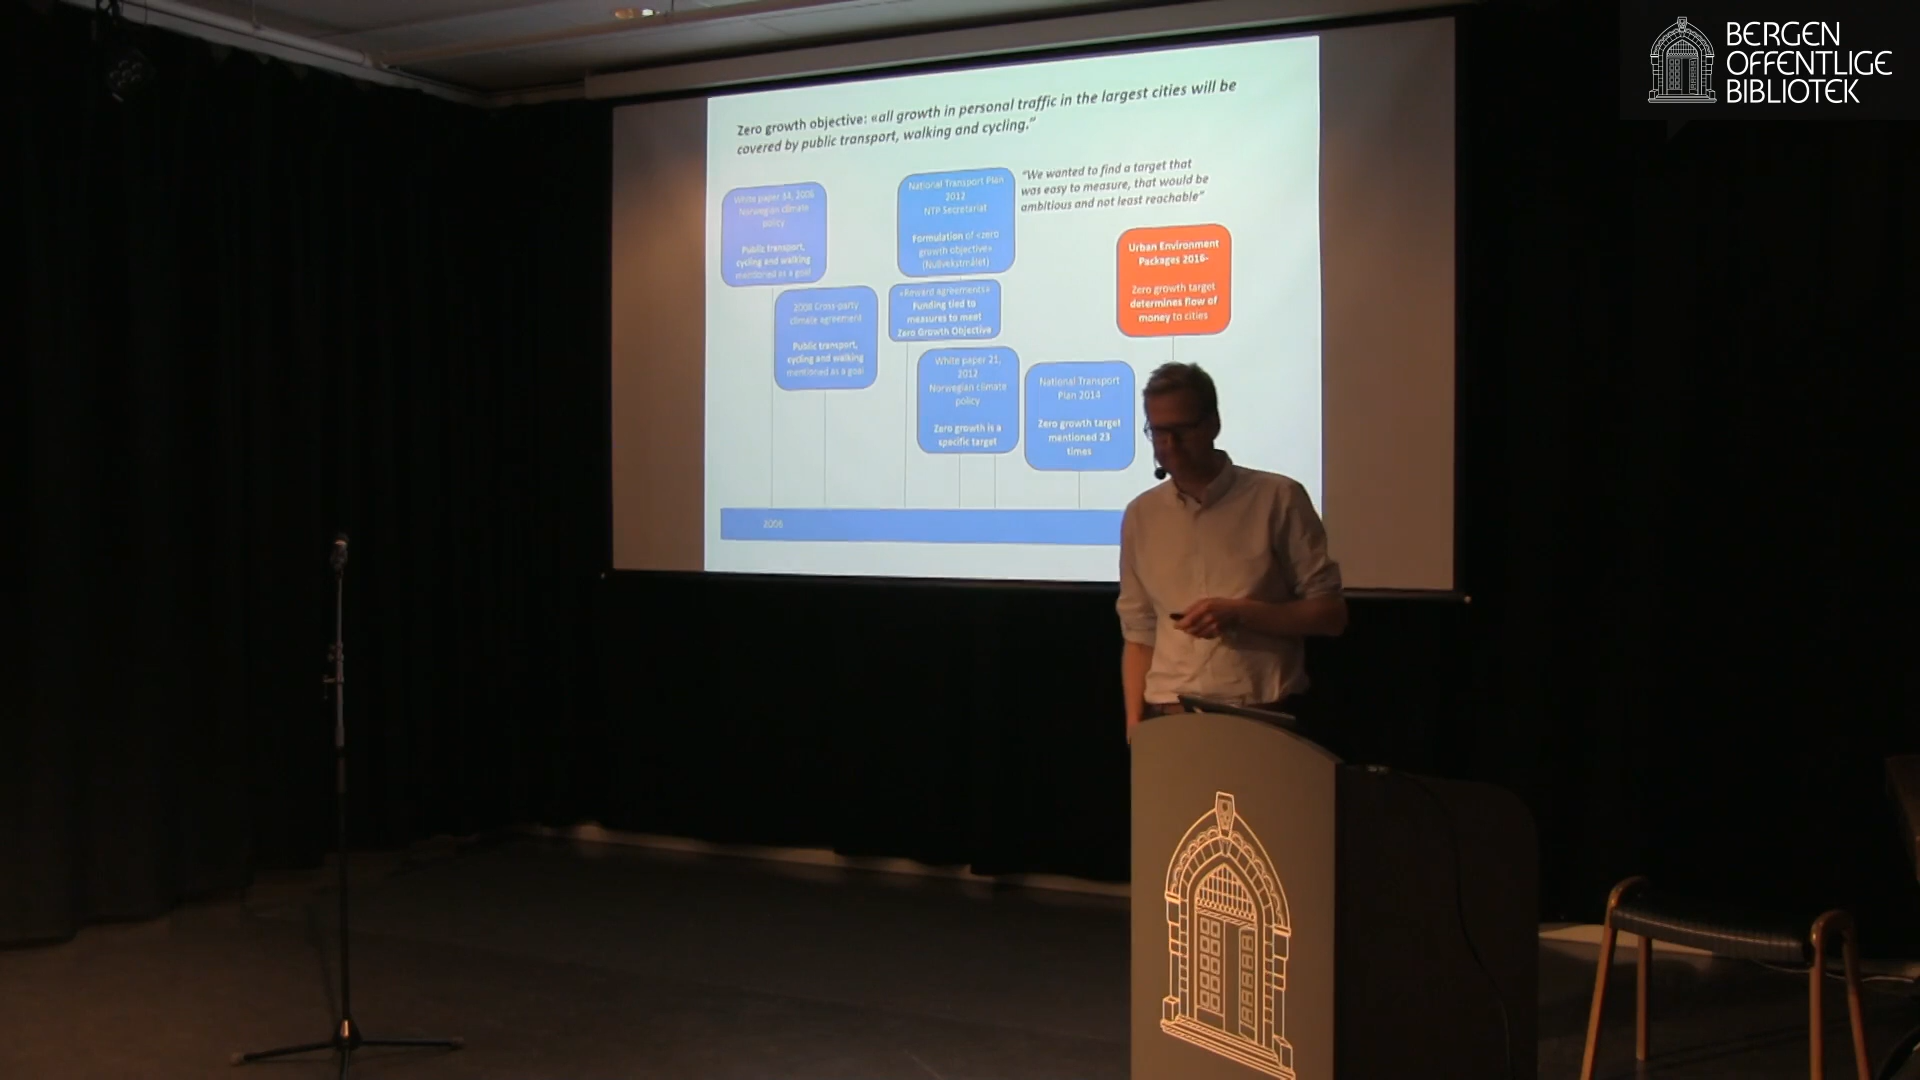 BERGEN
OFFENTLIGE
BIBLIOTEK
Zero growth objective: «all growth in personal traffic in the largest cities will be
covered by public transport, walking and cycling.”
White paper 34, 2006
Norwegian climate
policy
Public transport,
cycling and walking
mentioned as a goal
2008 Cross-party
climate agreement
Public transport,
cycling and walking
mentioned as a goal
National Transport Plan
2012
NTP Secretariat
Formulation of «zero
growth objective»
(Nullvekstmålet)
“We wanted to find a target that
was easy to measure, that would be
ambitious and not least reachable”
«Reward agreements»
Funding tied to
measures to meet
Zero Growth Objective
White paper 21,
2012
Norwegian climate
policy
Zero growth is a
specific target
National Transport
Plan 2014
Zero growth target
mentioned 23
times
Urban Environment
Packages 2016-
Zero growth target
determines flow of
money to cities
2006